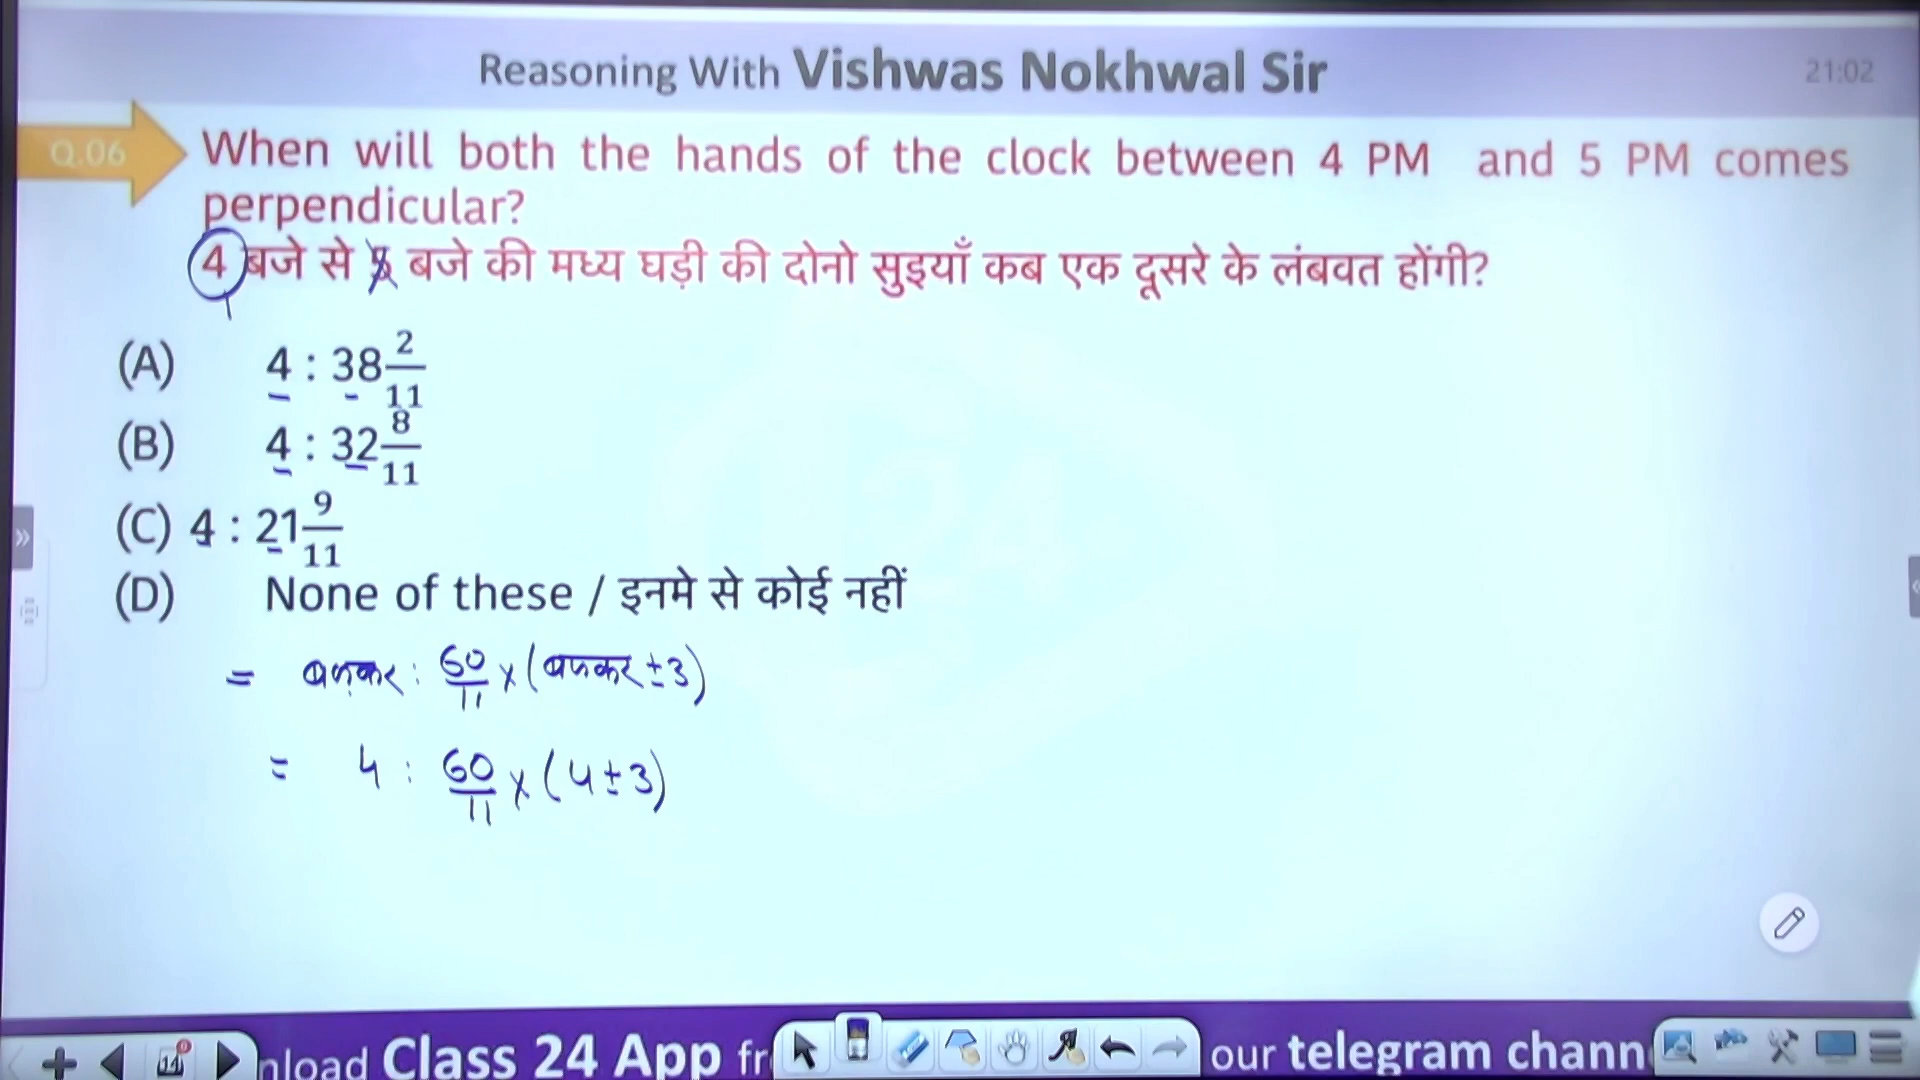 Reasoning With Vishwas Nokhwal Sir
21:02
Q.06
When will both the hands of the clock between 4 PM and 5 PM comes
perpendicular?
4 बजे से 5 बजे की मध्य घड़ी की दोनो सुइयाँ कब एक दूसरे के लंबवत होंगी?
(A) 4 : 38 2/11
(B) 4 : 32 8/11
(C) 4 : 21 9/11
(D) None of these / इनमे से कोई नहीं
= बजकर : 60/11 × (बजकर ± 3)
= 4 : 60/11 × (4 ± 3)
nload Class 24 App fr
14
our telegram chann